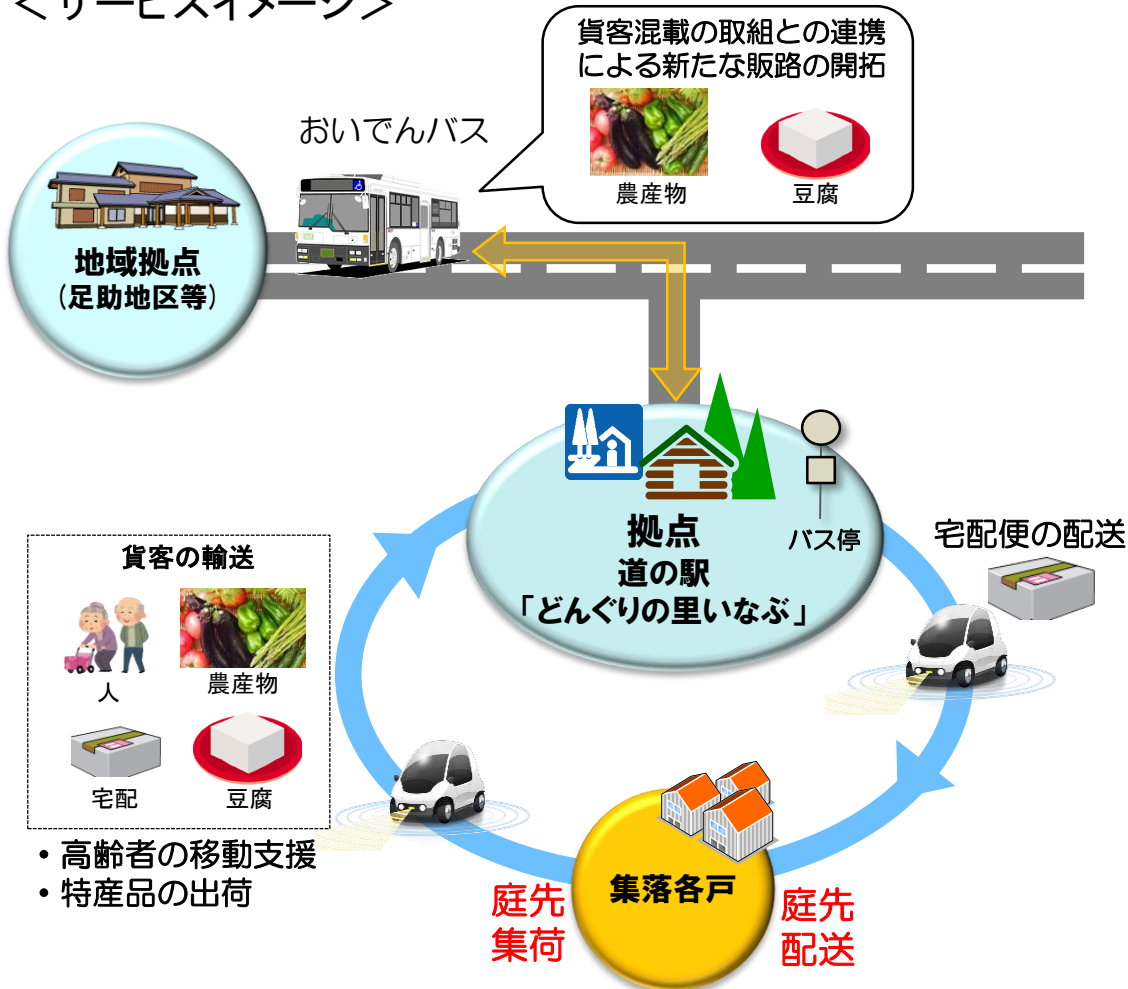 ＜サービスイメージ＞
貨客混載の取組との連携
による新たな販路の開拓
農産物
豆腐
おいでんバス
地域拠点
（足助地区等）
拠点
道の駅
「どんぐりの里いなぶ」
バス停
宅配便の配送
貨客の輸送
人
農産物
宅配
豆腐
・高齢者の移動支援
・特産品の出荷
集落各戸
庭先
集荷
庭先
配送